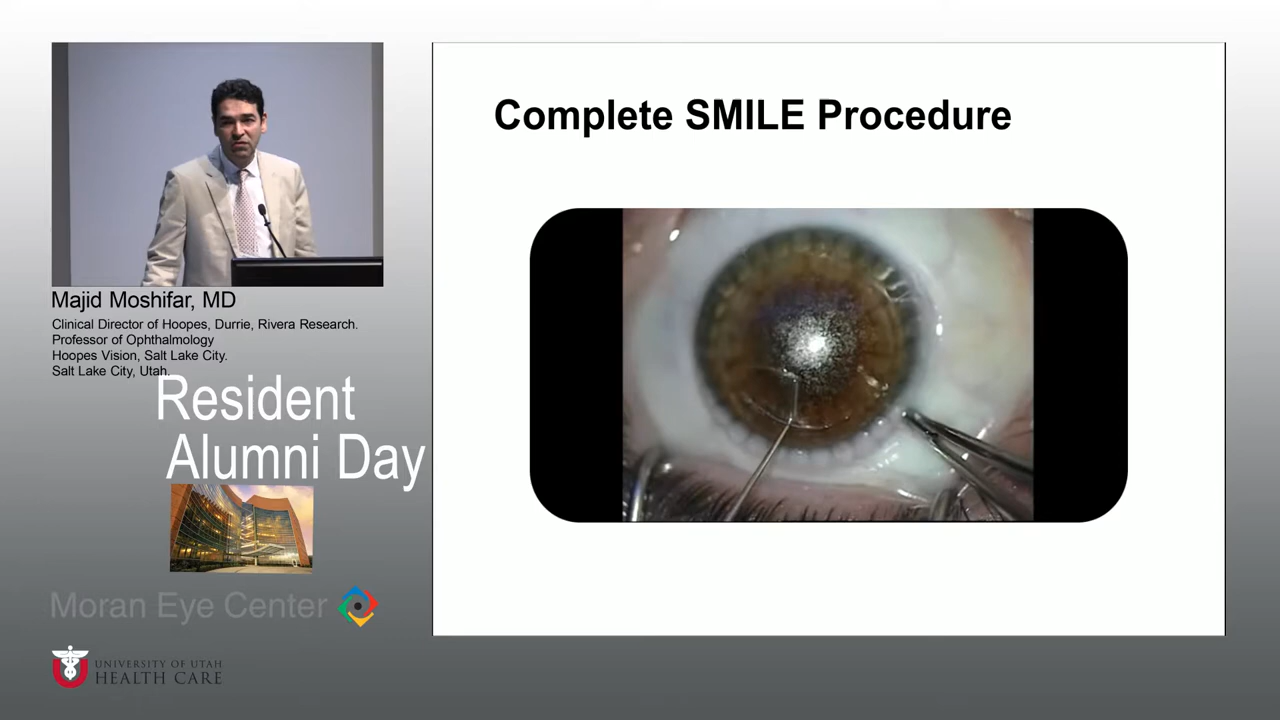 Complete SMILE Procedure
Majid Moshifar, MD
Clinical Director of Hoopes, Durrie, Rivera Research.
Professor of Ophthalmology
Hoopes Vision, Salt Lake City.
Salt Lake City, Utah.
Resident
Alumni Day
Moran Eye Center
UNIVERSITY OF UTAH
HEALTH CARE